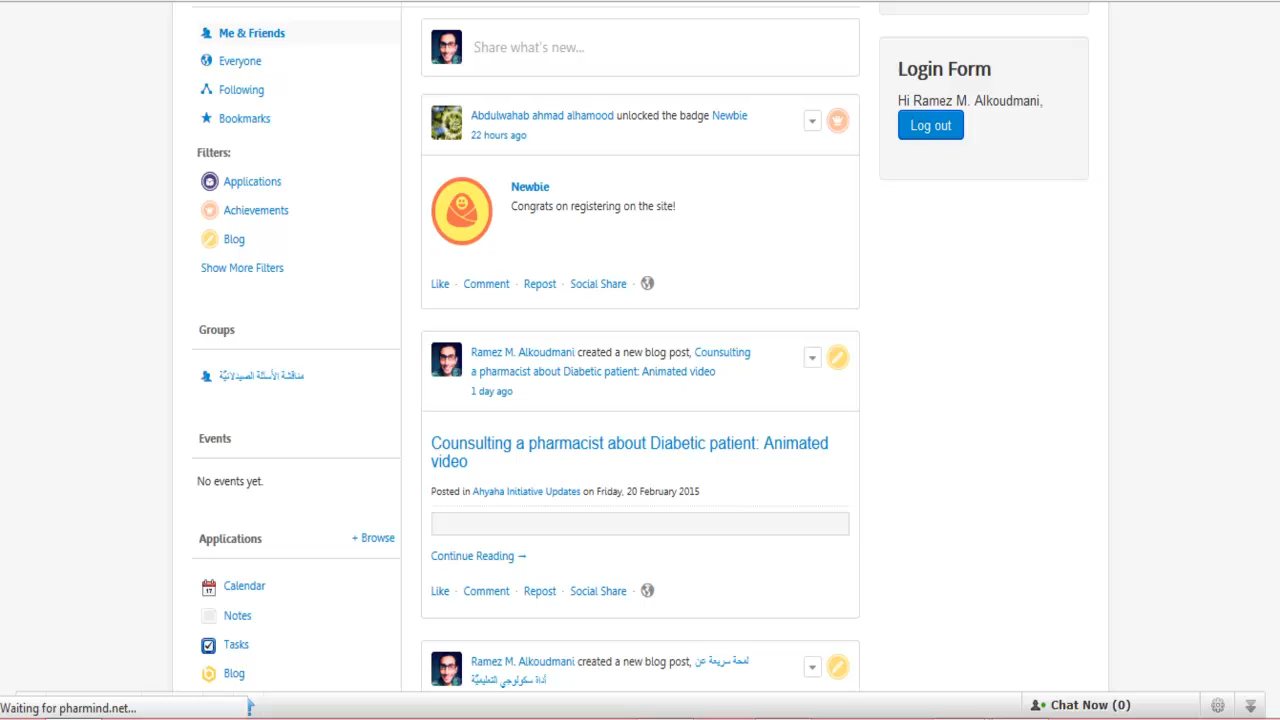 Me & Friends
Everyone
Following
Bookmarks
Filters:
Applications
Achievements
Blog
Show More Filters
Groups
مناقشة الأسئلة الصيدلانيّة
Events
No events yet.
Applications
+ Browse
Calendar
Notes
Tasks
Blog
Share what's new...
Abdulwahab ahmad alhamood unlocked the badge Newbie
22 hours ago
Newbie
Congrats on registering on the site!
Like · Comment · Repost · Social Share ·
Ramez M. Alkoudmani created a new blog post, Counsulting
a pharmacist about Diabetic patient: Animated video
1 day ago
Counsulting a pharmacist about Diabetic patient: Animated
video
Posted in Ahyaha Initiative Updates on Friday, 20 February 2015
Continue Reading →
Like · Comment · Repost · Social Share ·
Ramez M. Alkoudmani created a new blog post, لمحة سريعة عن
أداة سكولوجي التعليميّة
Login Form
Hi Ramez M. Alkoudmani,
Log out
Waiting for pharmind.net...
Chat Now (0)